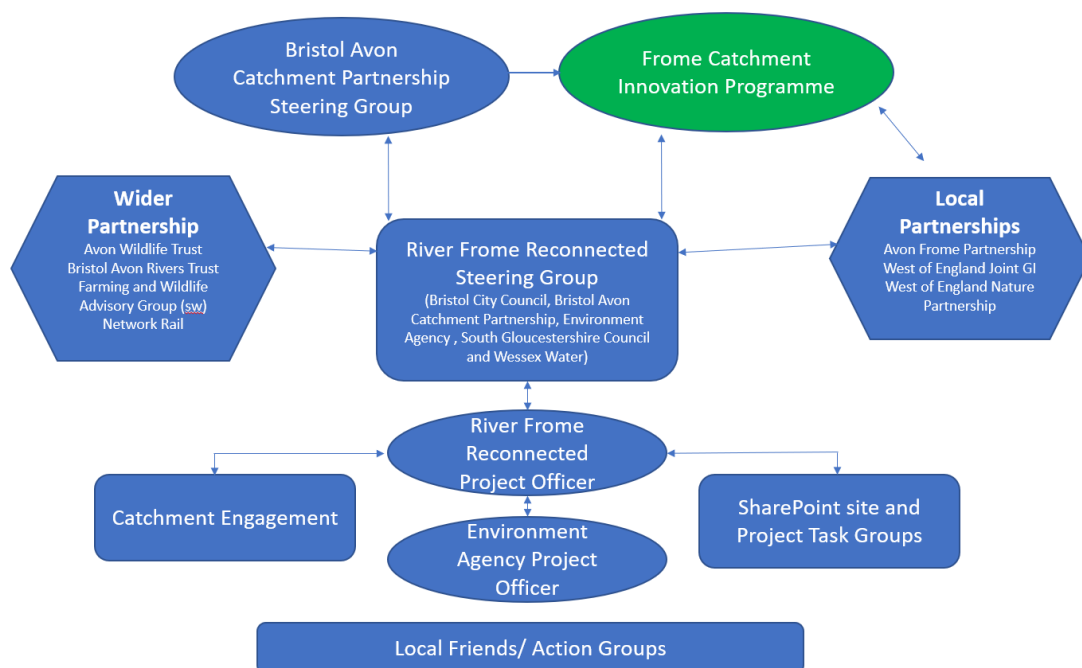 Bristol Avon
Catchment Partnership
Steering Group
Frome Catchment
Innovation Programme
Wider
Partnership
Avon Wildlife Trust
Bristol Avon Rivers Trust
Farming and Wildlife
Advisory Group (sw)
Network Rail
River Frome Reconnected
Steering Group
(Bristol City Council, Bristol Avon
Catchment Partnership, Environment
Agency , South Gloucestershire Council
and Wessex Water)
Local
Partnerships
Avon Frome Partnership
West of England Joint GI
West of England Nature
Partnership
River Frome
Reconnected
Project Officer
Catchment Engagement
SharePoint site and
Project Task Groups
Environment
Agency Project
Officer
Local Friends/ Action Groups